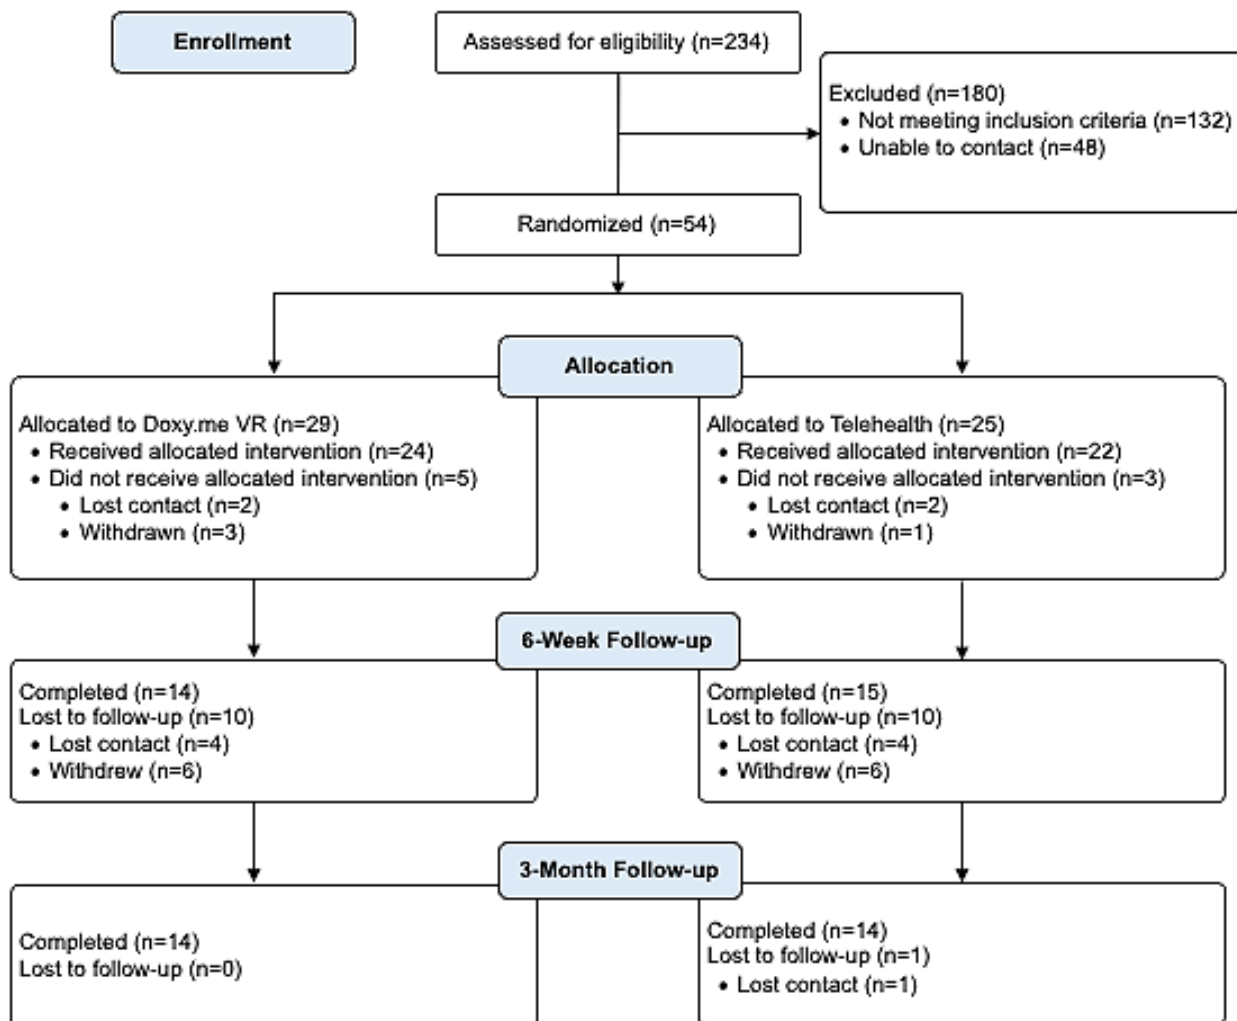 Enrollment
Assessed for eligibility (n=234)
Excluded (n=180)
• Not meeting inclusion criteria (n=132)
• Unable to contact (n=48)
Randomized (n=54)
Allocation
Allocated to Doxy.me VR (n=29)
• Received allocated intervention (n=24)
• Did not receive allocated intervention (n=5)
• Lost contact (n=2)
• Withdrawn (n=3)
Allocated to Telehealth (n=25)
• Received allocated intervention (n=22)
• Did not receive allocated intervention (n=3)
• Lost contact (n=2)
• Withdrawn (n=1)
6-Week Follow-up
Completed (n=14)
Lost to follow-up (n=10)
• Lost contact (n=4)
• Withdrew (n=6)
Completed (n=15)
Lost to follow-up (n=10)
• Lost contact (n=4)
• Withdrew (n=6)
3-Month Follow-up
Completed (n=14)
Lost to follow-up (n=0)
Completed (n=14)
Lost to follow-up (n=1)
• Lost contact (n=1)